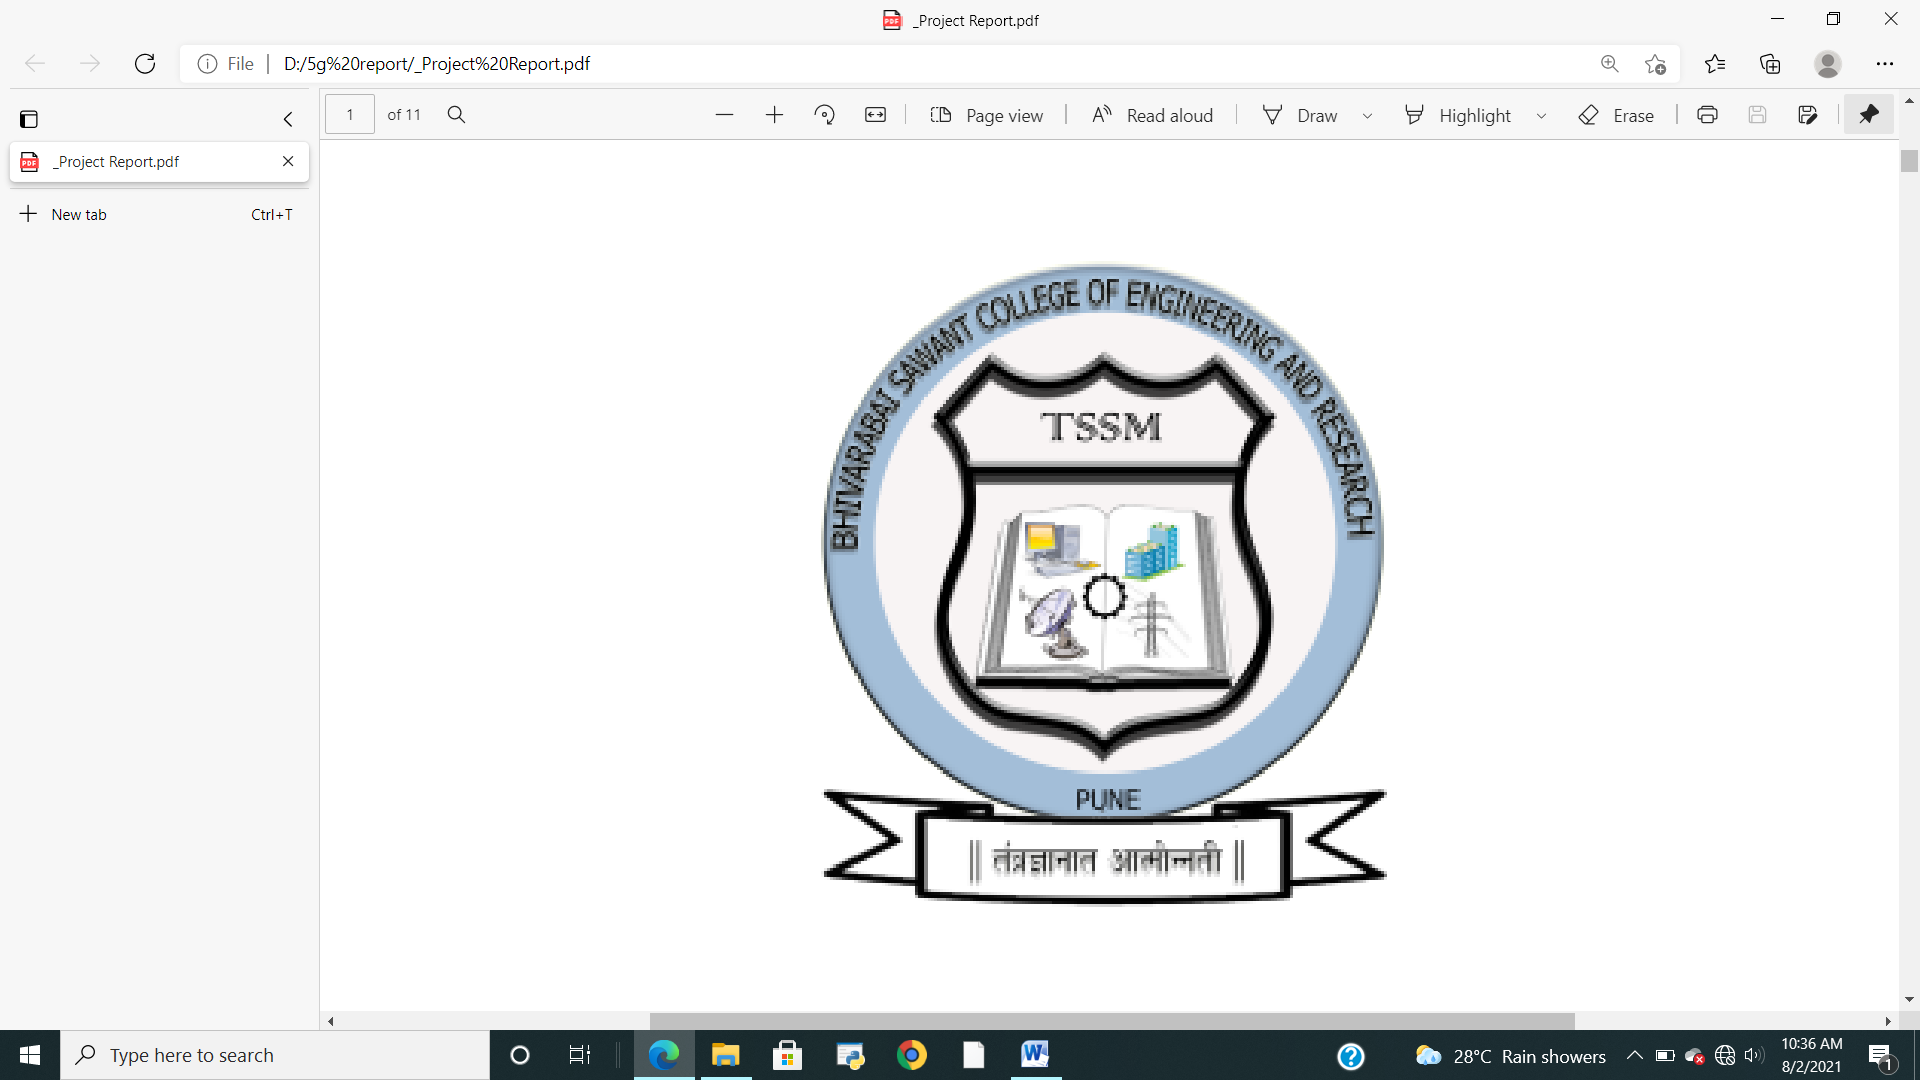 _Project Report.pdf
File
D:/5g%20report/_Project%20Report.pdf
1
of 11
Page view
Read aloud
Draw
Highlight
Erase
_Project Report.pdf
New tab
Ctrl+T
BHIVARABAI SAWANT COLLEGE OF ENGINEERING AND RESEARCH
TSSM
PUNE
|| तंत्रज्ञानात आत्मोन्नती ||
Type here to search
28°C Rain showers
10:36 AM
8/2/2021
1